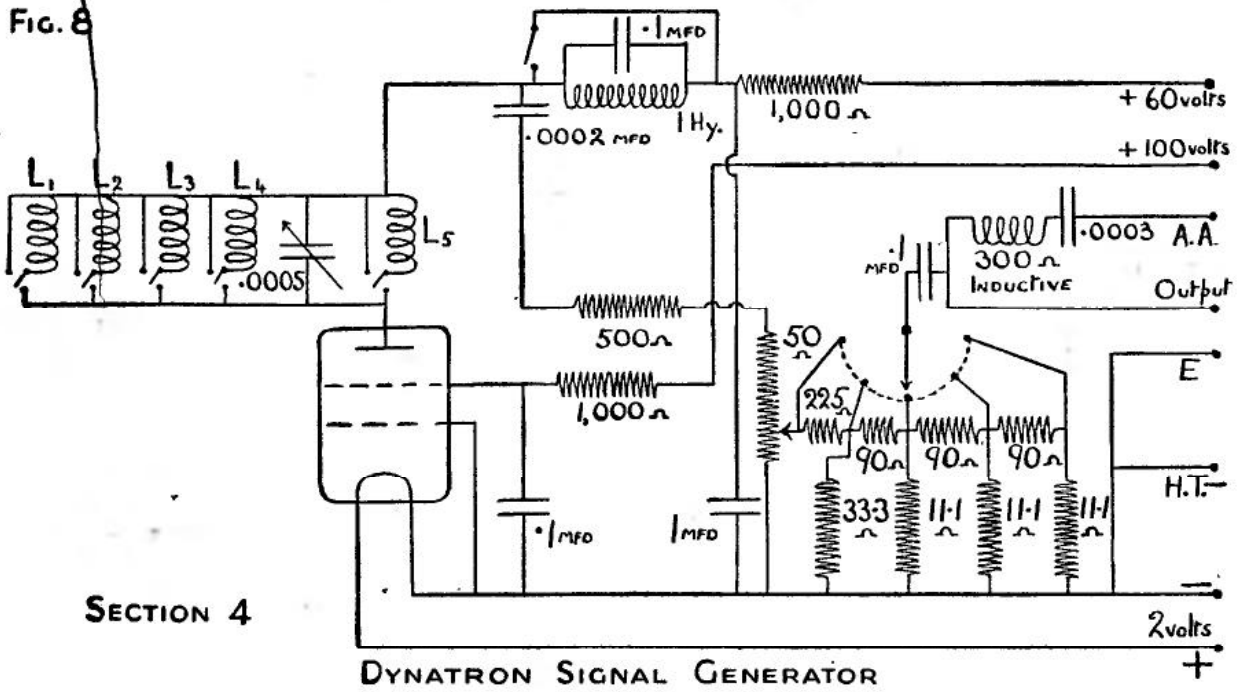 FIG. 8
·1 MFD
·0002 MFD
1 Hy.
1,000 Ω
+ 60 volts
+ 100 volts
L1
L2
L3
L4
·0005
L5
·1 MFD
300 Ω
INDUCTIVE
·0003
A.A.
Output
500 Ω
50 Ω
E
1,000 Ω
225 Ω
90 Ω
90 Ω
90 Ω
H.T.-
33·3 Ω
11·1 Ω
11·1 Ω
11·1 Ω
·1 MFD
1 MFD
SECTION 4
-
2 volts
+
DYNATRON SIGNAL GENERATOR